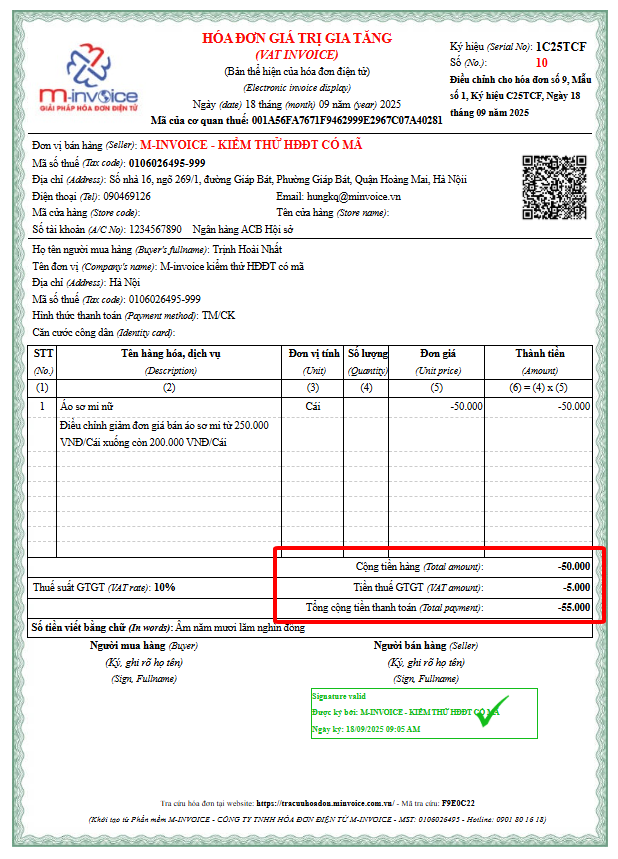 HÓA ĐƠN GIÁ TRỊ GIA TĂNG
(VAT INVOICE)
(Bản thể hiện của hóa đơn điện tử)
(Electronic invoice display)
Ngày (date) 18 tháng (month) 09 năm (year) 2025
Mã của cơ quan thuế: 001A56FA7671F9462999E2967C07A40281
m-invoice
GIẢI PHÁP HÓA ĐƠN ĐIỆN TỬ
Ký hiệu (Serial No): 1C25TCF
Số (No.): 10
Điều chỉnh cho hóa đơn số 9, Mẫu
số 1, Ký hiệu C25TCF, Ngày 18
tháng 09 năm 2025
Đơn vị bán hàng (Seller): M-INVOICE - KIỂM THỬ HĐĐT CÓ MÃ
Mã số thuế (Tax code): 0106026495-999
Địa chỉ (Address): Số nhà 16, ngõ 269/1, đường Giáp Bát, Phường Giáp Bát, Quận Hoàng Mai, Hà Nộii
Điện thoại (Tel): 090469126 Email: hungkq@minvoice.vn
Mã cửa hàng (Store code): Tên cửa hàng (Store name):
Số tài khoản (A/C No): 1234567890 Ngân hàng ACB Hội sở
Họ tên người mua hàng (Buyer's fullname): Trịnh Hoài Nhất
Tên đơn vị (Company's name): M-invoice kiểm thử HĐĐT có mã
Địa chỉ (Address): Hà Nội
Mã số thuế (Tax code): 0106026495-999
Hình thức thanh toán (Payment method): TM/CK
Căn cước công dân (Identity card):
STT Tên hàng hóa, dịch vụ Đơn vị tính Số lượng Đơn giá Thành tiền
(No.) (Description) (Unit) (Quantity) (Unit price) (Amount)
(1) (2) (3) (4) (5) (6) = (4) x (5)
1 Áo sơ mi nữ Cái -50.000 -50.000
Điều chỉnh giảm đơn giá bán áo sơ mi từ 250.000
VNĐ/Cái xuống còn 200.000 VNĐ/Cái
Cộng tiền hàng (Total amount): -50.000
Thuế suất GTGT (VAT rate): 10% Tiền thuế GTGT (VAT amount): -5.000
Tổng cộng tiền thanh toán (Total payment): -55.000
Số tiền viết bằng chữ (In words): Âm năm mươi lăm nghìn đồng
Người mua hàng (Buyer) Người bán hàng (Seller)
(Ký, ghi rõ họ tên) (Ký, ghi rõ họ tên)
(Sign, Fullname) (Sign, Fullname)
Signature valid
Được ký bởi: M-INVOICE - KIỂM THỬ HĐĐT CÓ MÃ
Ngày ký: 18/09/2025 09:05 AM
Tra cứu hóa đơn tại website: https://tracuuhoadon.minvoice.com.vn/ - Mã tra cứu: F9E0C22
(Khởi tạo từ Phần mềm M-INVOICE - CÔNG TY TNHH HÓA ĐƠN ĐIỆN TỬ M-INVOICE - MST: 0106026495 - Hotline: 0901 80 16 18)